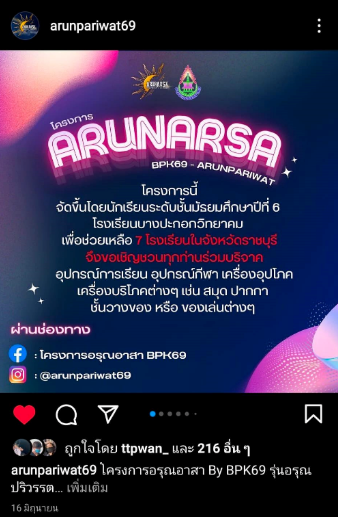 arunpariwat69
ARUNARSA
โครงการ
ARUNARSA
BPK69 - ARUNPARIWAT
โครงการนี้
จัดขึ้นโดยนักเรียนระดับชั้นมัธยมศึกษาปีที่ 6
โรงเรียนบางปะกอกวิทยาคม
เพื่อช่วยเหลือ 7 โรงเรียนในจังหวัดราชบุรี
จึงขอเชิญชวนทุกท่านร่วมบริจาค
อุปกรณ์การเรียน อุปกรณ์กีฬา เครื่องอุปโภค
เครื่องบริโภคต่างๆ เช่น สมุด ปากกา
ชั้นวางของ หรือ ของเล่นต่างๆ
ผ่านช่องทาง
: โครงการอรุณอาสา BPK69
: @arunpariwat69
ถูกใจโดย ttpwan_ และ 216 อื่น ๆ
arunpariwat69 โครงการอรุณอาสา By BPK69 รุ่นอรุณ
ปริวรรต... เพิ่มเติม
16 มิถุนายน